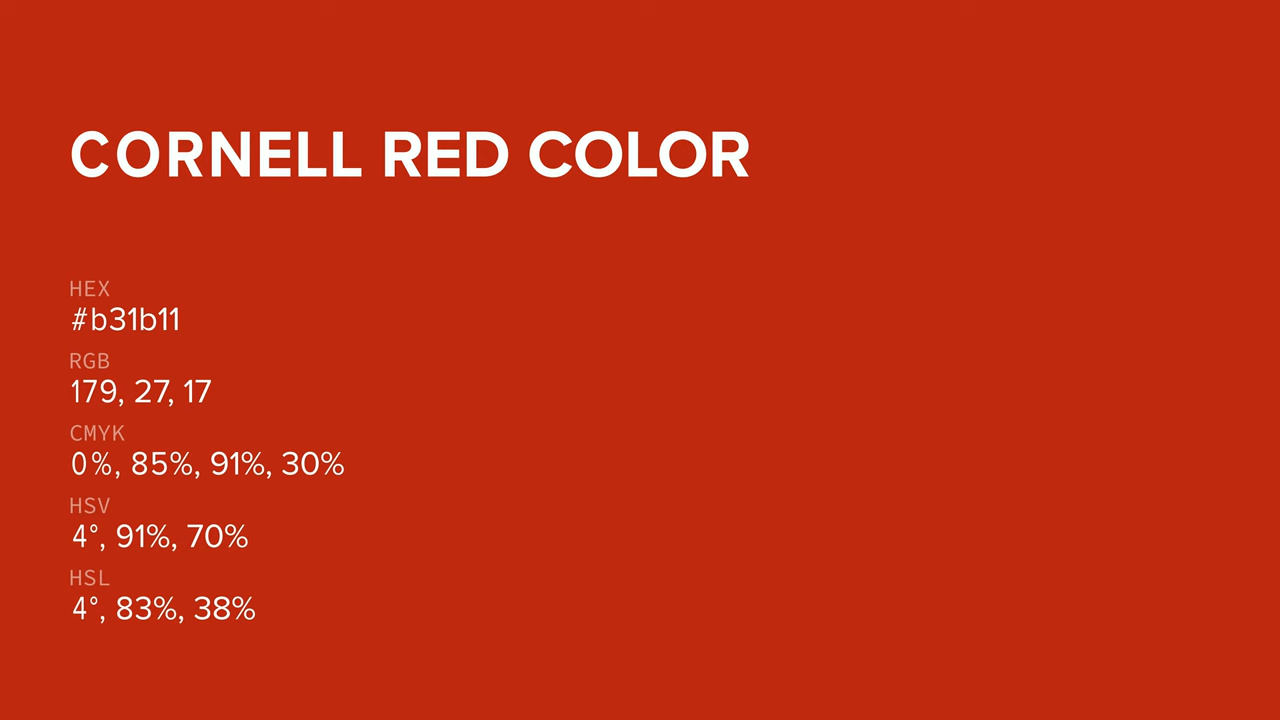 CORNELL RED COLOR
HEX
#b31b11
RGB
179, 27, 17
CMYK
0%, 85%, 91%, 30%
HSV
4°, 91%, 70%
HSL
4°, 83%, 38%